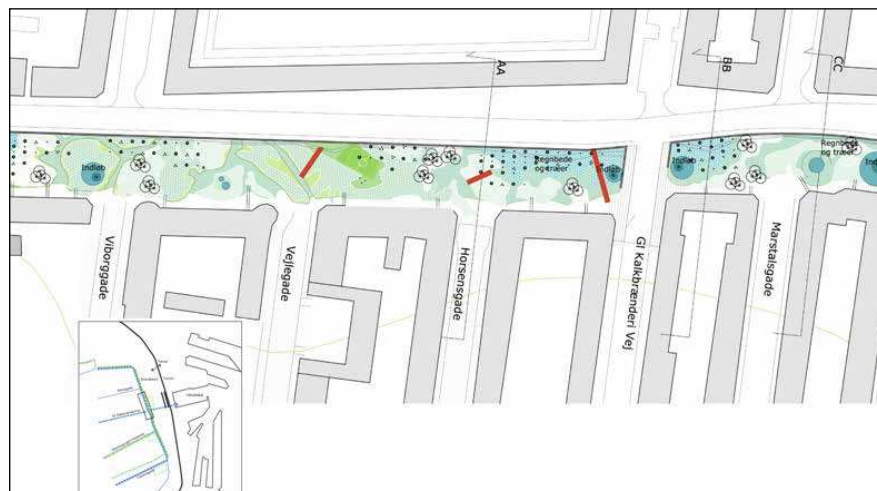 AA
BB
CC
Indløb
Regnbede
og træer
Indløb
Indløb
Regnbede
og træer
Indløb
Viborggade
Vejlegade
Horsensgade
Gl Kalkbrænderi Vej
Marstalsgade